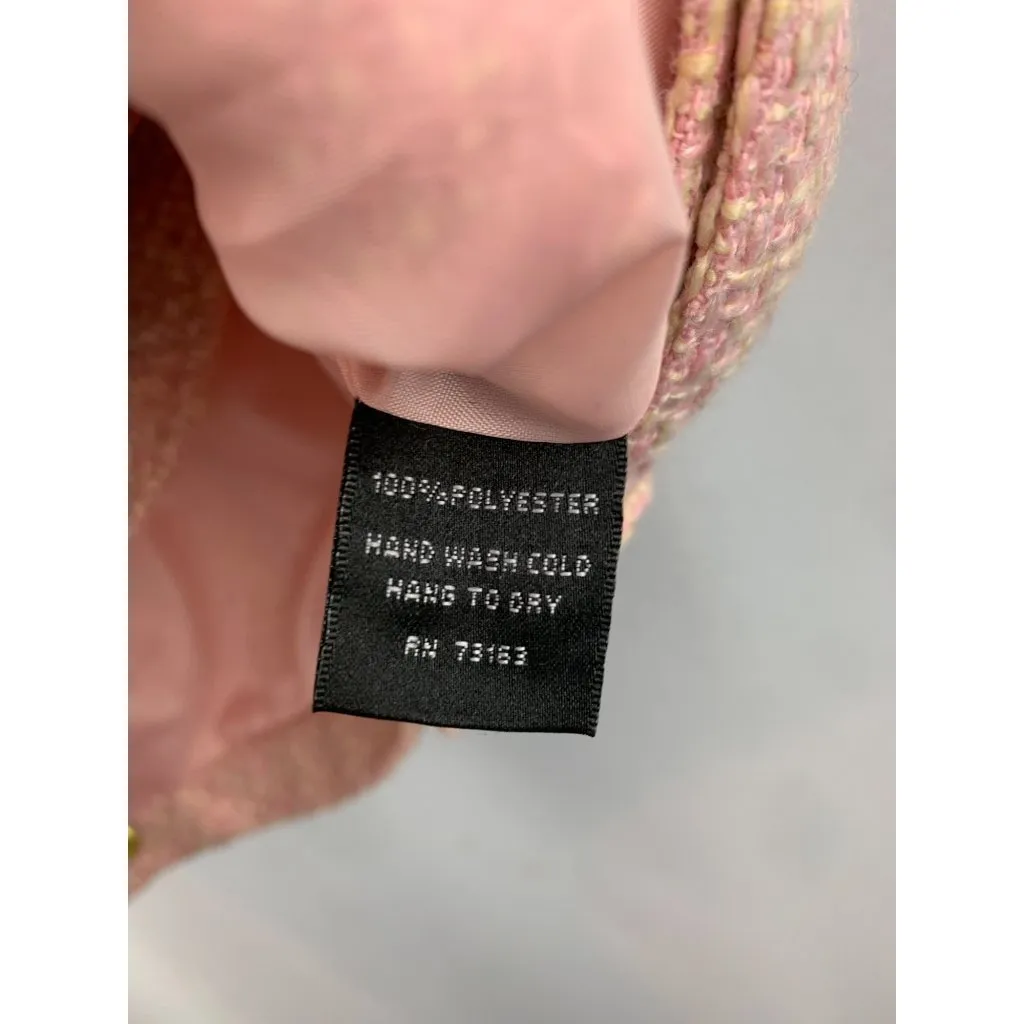 100%POLYESTER
HAND WASH COLD
HANG TO DRY
RN 73163